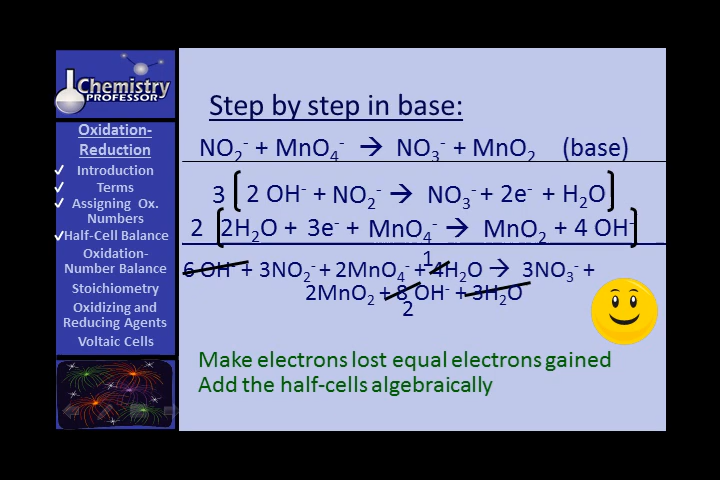 Chemistry
PROFESSOR
Oxidation-
Reduction
✓ Introduction
✓ Terms
✓ Assigning Ox.
Numbers
✓Half-Cell Balance
Oxidation-
Number Balance
Stoichiometry
Oxidizing and
Reducing Agents
Voltaic Cells
Step by step in base:
NO₂⁻ + MnO₄⁻ → NO₃⁻ + MnO₂ (base)
3 [2 OH⁻ + NO₂⁻ → NO₃⁻ + 2e⁻ + H₂O]
2 [2H₂O + 3e⁻ + MnO₄⁻ → MnO₂ + 4 OH⁻]
1
6 OH⁻ + 3NO₂⁻ + 2MnO₄⁻ + 4H₂O → 3NO₃⁻ +
2MnO₂ + 8 OH⁻ + 3H₂O
2
Make electrons lost equal electrons gained
Add the half-cells algebraically